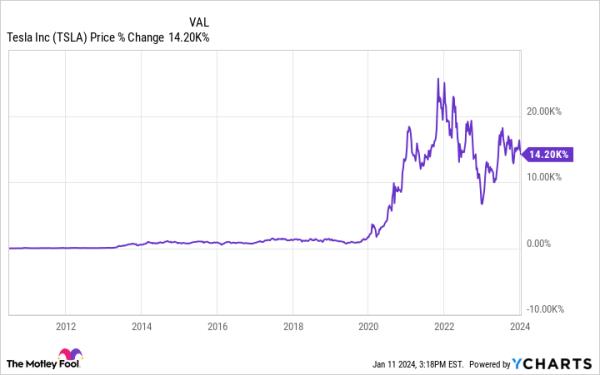 VAL
Tesla Inc (TSLA) Price % Change 14.20K%
20.00K%
14.20K%
10.00K%
0.00%
-10.00K%
2012 2014 2016 2018 2020 2022 2024
The Motley Fool.
Jan 11 2024, 3:18PM EST. Powered by YCHARTS